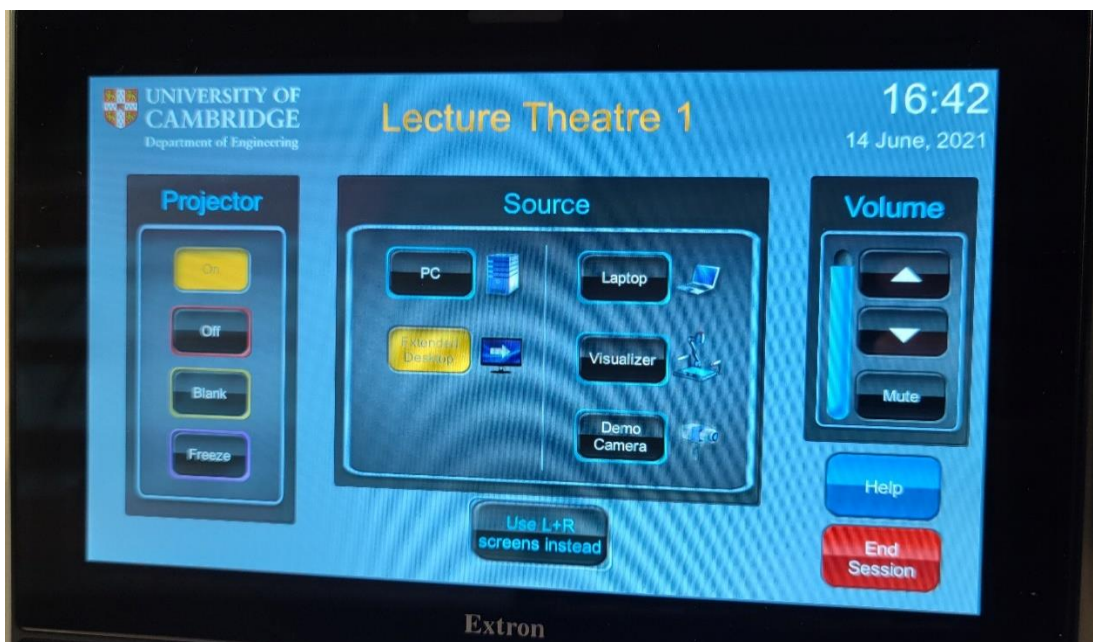 UNIVERSITY OF
CAMBRIDGE
Department of Engineering
Lecture Theatre 1
16:42
14 June, 2021
Projector
On
Off
Blank
Freeze
Source
PC
Extended
Desktop
Laptop
Visualizer
Demo
Camera
Use L+R
screens instead
Volume
Mute
Help
End
Session
Extron